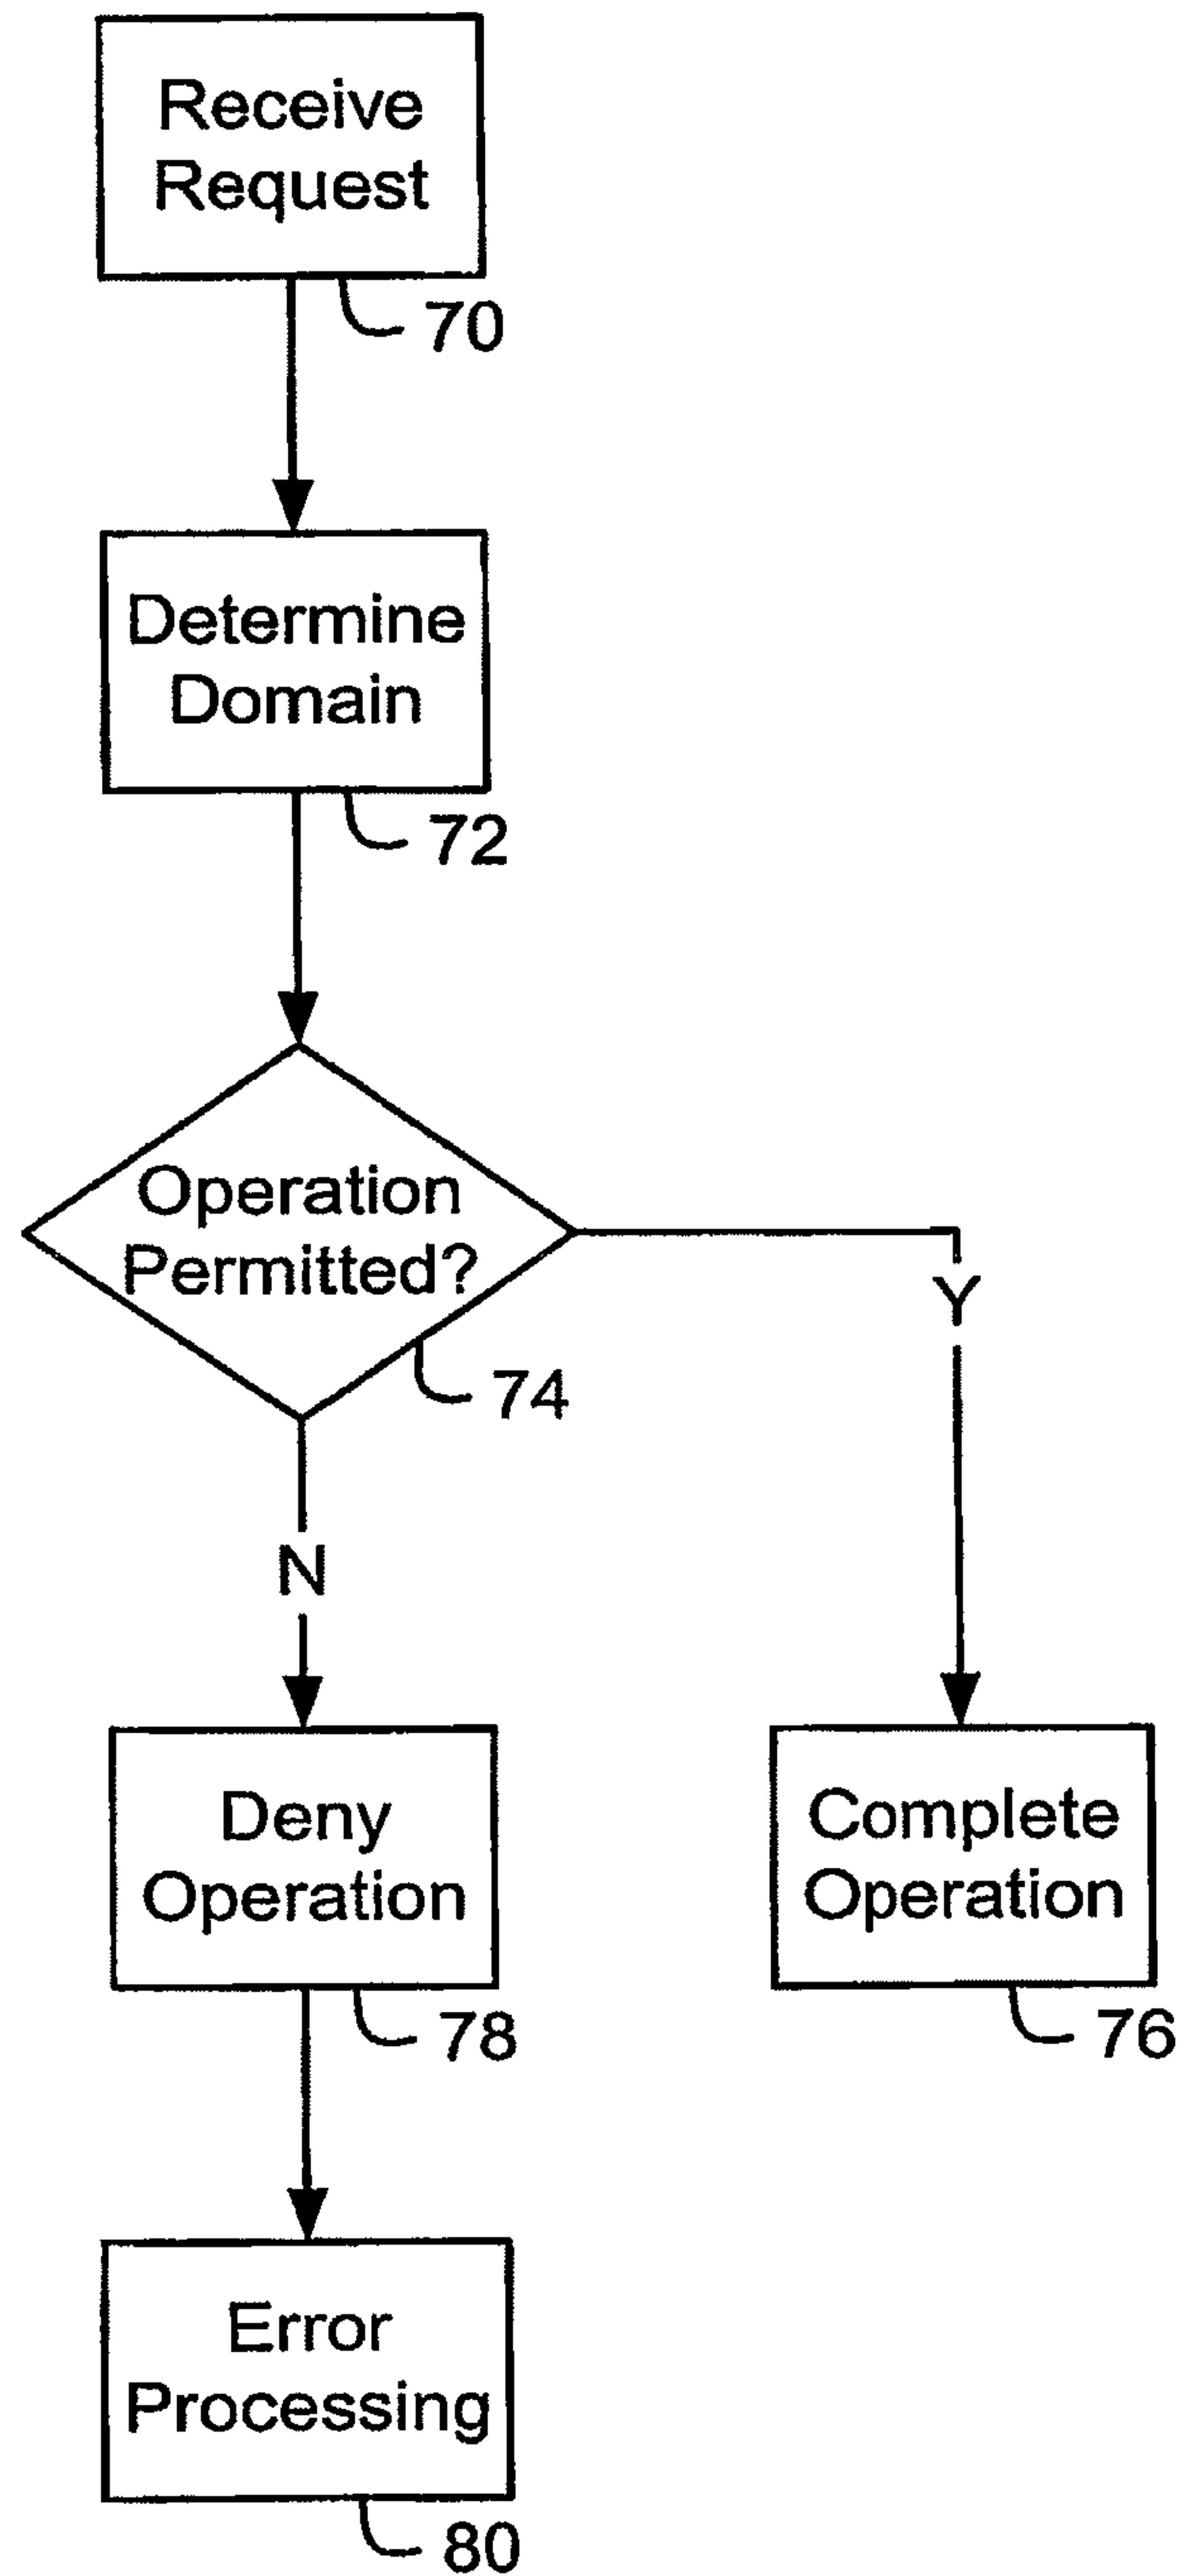 Receive
Request
70
Determine
Domain
72
Operation
Permitted?
74
Y
N
Deny
Operation
78
Complete
Operation
76
Error
Processing
80